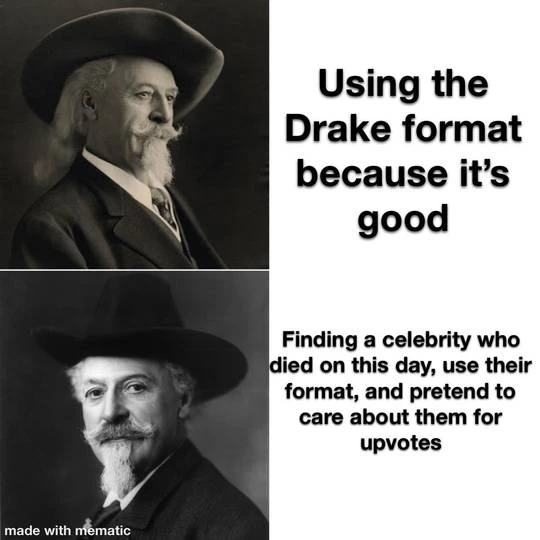 Using the
Drake format
because it’s
good
Finding a celebrity who
died on this day, use their
format, and pretend to
care about them for
upvotes
made with mematic